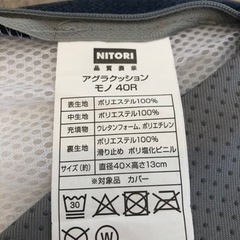 NITORI
品質表示
アグラクッション
モノ 40R
表生地 ポリエステル100%
中生地 ポリエステル100%
充填物 ウレタンフォーム、ポリエチレン
裏生地 ポリエステル100%
滑り止め ポリ塩化ビニル
サイズ(約) 直径40×高さ13cm
※対象品 カバー
30
W